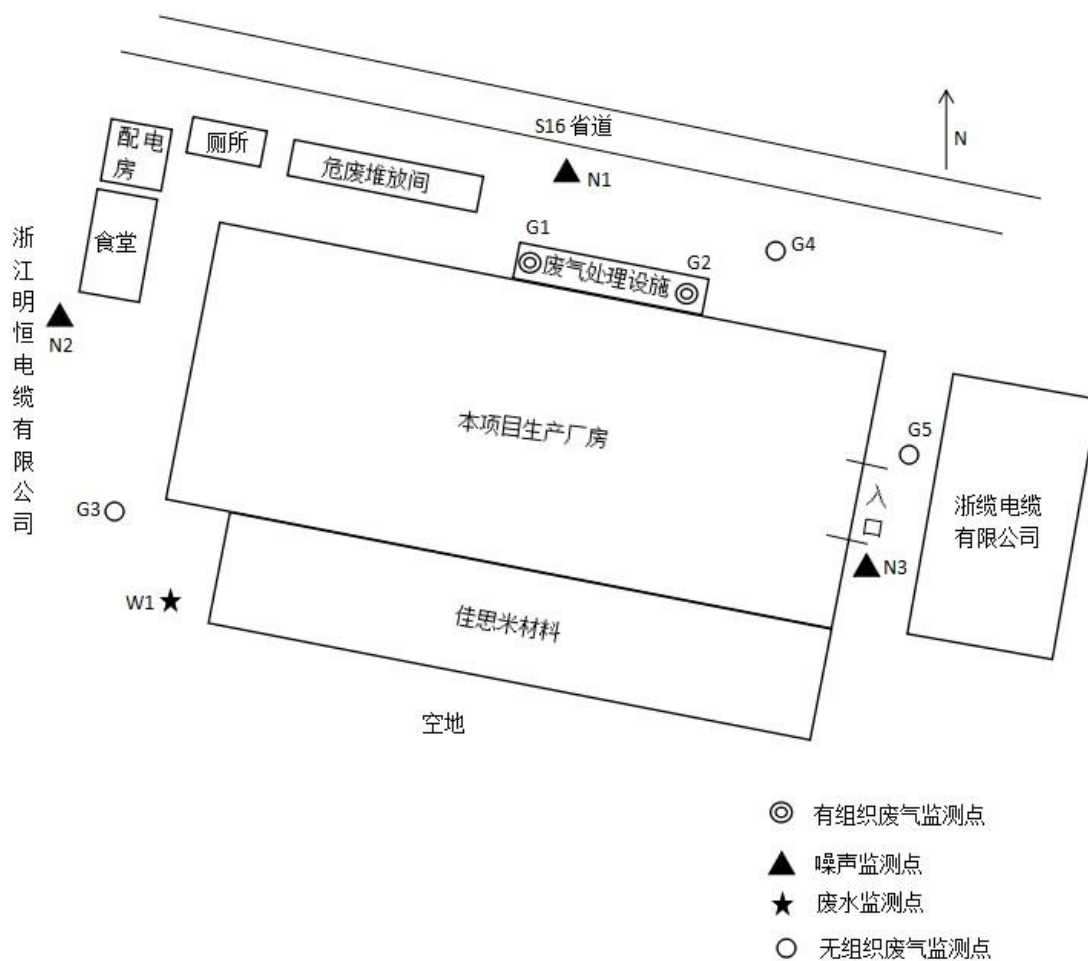 S16 省道
N
N1
配电
房
厕所
危废堆放间
食堂
浙江明恒电缆有限公司
N2
G1
废气处理设施
G2
G4
本项目生产厂房
G5
入口
浙缆电缆
有限公司
G3
N3
W1
佳思米材料
空地
有组织废气监测点
噪声监测点
废水监测点
无组织废气监测点